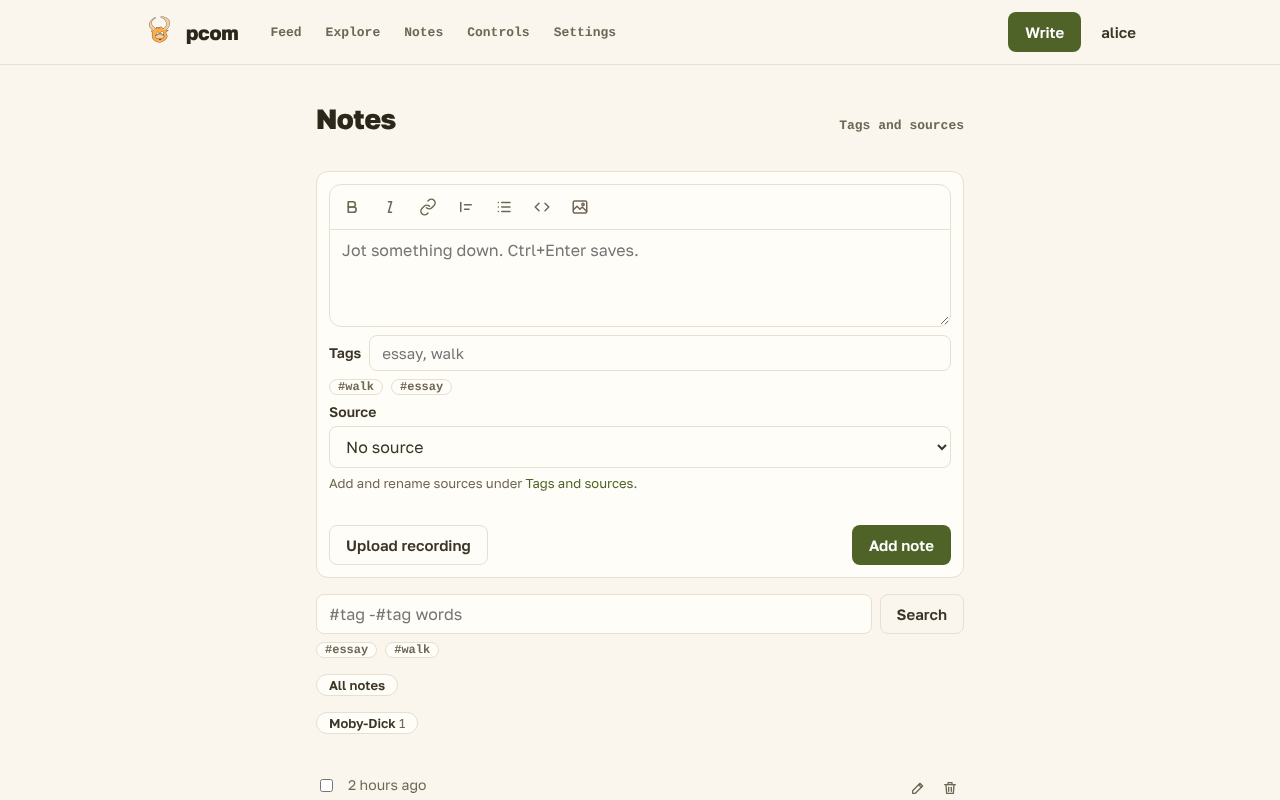 pcom Feed Explore Notes Controls Settings Write alice
Notes Tags and sources
Jot something down. Ctrl+Enter saves.
Tags essay, walk
#walk #essay
Source
No source
Add and rename sources under Tags and sources.
Upload recording Add note
#tag -#tag words Search
#essay #walk
All notes
Moby-Dick 1
2 hours ago